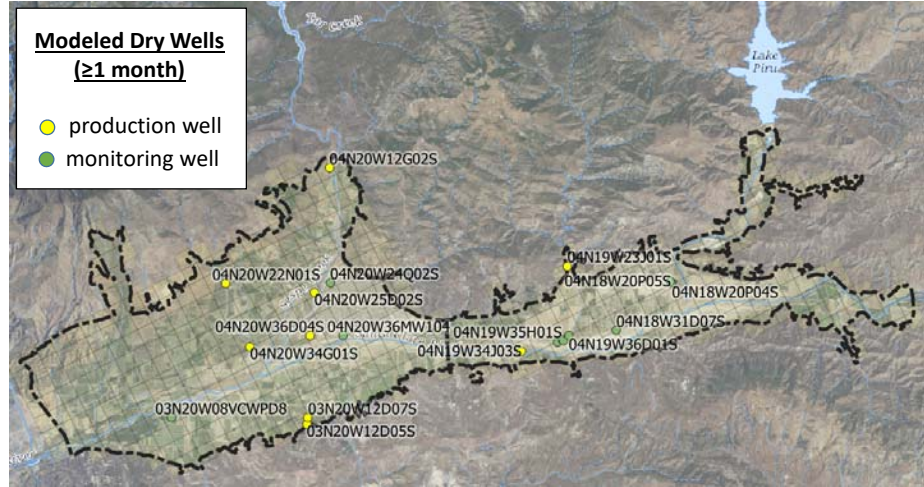 Modeled Dry Wells
(≥1 month)
production well
monitoring well
Lake
Piru
04N20W12G02S
04N19W23J01S
04N20W22N01S
04N20W24Q02S
04N18W20P05S
04N18W20P04S
04N20W25D02S
04N20W36D04S
04N20W36MW104
04N19W35H01S
04N18W31D07S
04N20W34G01S
04N19W34J03S
04N19W36D01S
03N20W08VCWPD8
03N20W12D07S
03N20W12D05S